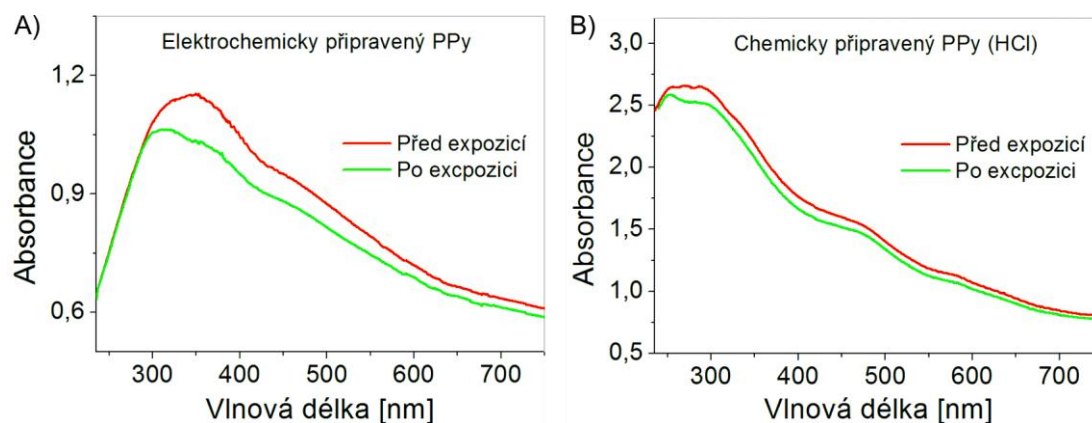 A)
Elektrochemicky připravený PPy
1,2
0,9
0,6
Absorbance
Před expozicí
Po excpozici
300 400 500 600 700
Vlnová délka [nm]
B)
Chemicky připravený PPy (HCl)
3,0
2,5
2,0
1,5
1,0
0,5
Absorbance
Před expozicí
Po excpozici
300 400 500 600 700
Vlnová délka [nm]